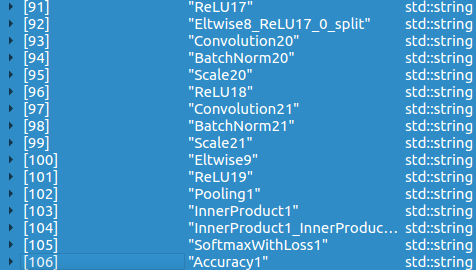 [91] "ReLU17" std::string
[92] "Eltwise8_ReLU17_0_split" std::string
[93] "Convolution20" std::string
[94] "BatchNorm20" std::string
[95] "Scale20" std::string
[96] "ReLU18" std::string
[97] "Convolution21" std::string
[98] "BatchNorm21" std::string
[99] "Scale21" std::string
[100] "Eltwise9" std::string
[101] "ReLU19" std::string
[102] "Pooling1" std::string
[103] "InnerProduct1" std::string
[104] "InnerProduct1_InnerProduc... std::string
[105] "SoftmaxWithLoss1" std::string
[106] "Accuracy1" std::string